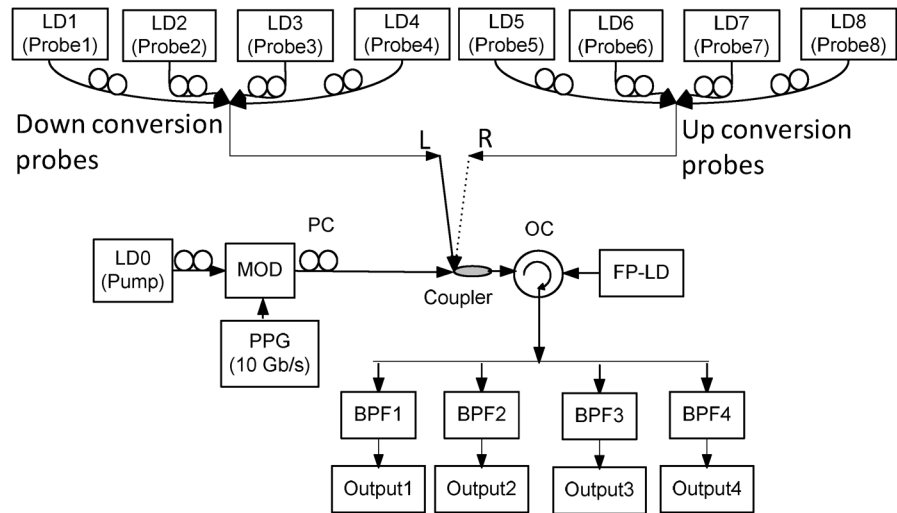 LD1 LD2 LD3 LD4 LD5 LD6 LD7 LD8
(Probe1) (Probe2) (Probe3) (Probe4) (Probe5) (Probe6) (Probe7) (Probe8)
Down conversion
probes
L R
Up conversion
probes
PC
OC
LD0
(Pump)
MOD
FP-LD
Coupler
PPG
(10 Gb/s)
BPF1 BPF2 BPF3 BPF4
Output1 Output2 Output3 Output4